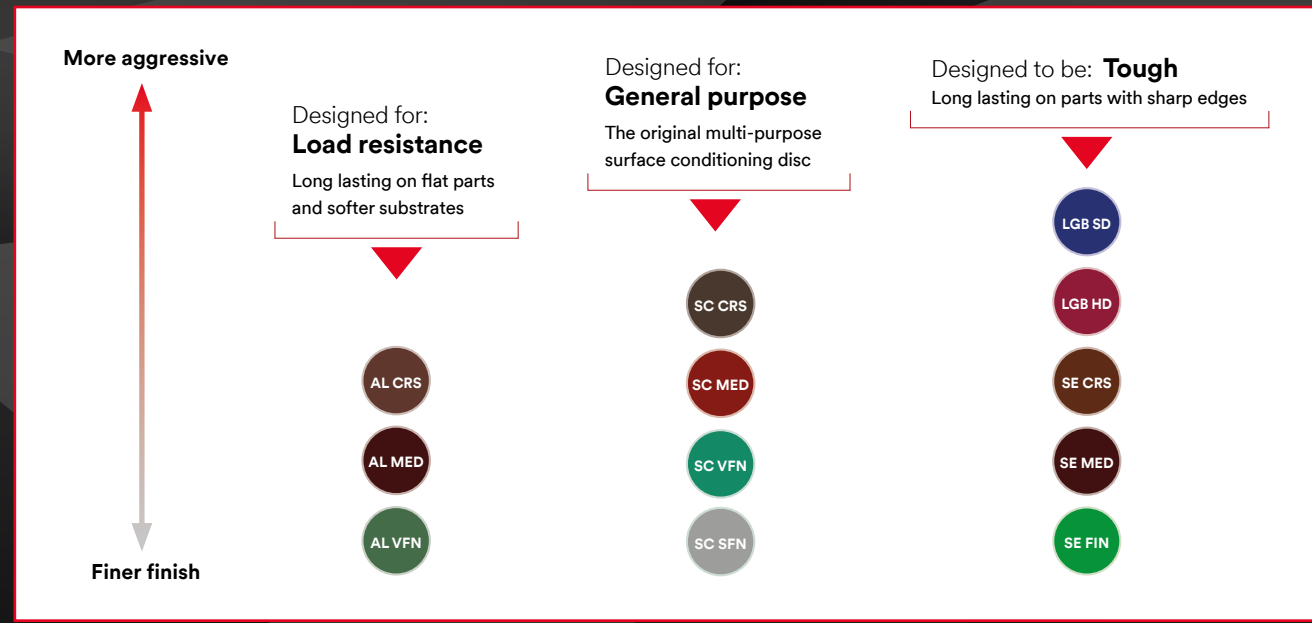 More aggressive
Finer finish
Designed for:
Load resistance
Long lasting on flat parts
and softer substrates
AL CRS
AL MED
AL VFN
Designed for:
General purpose
The original multi-purpose
surface conditioning disc
SC CRS
SC MED
SC VFN
SC SFN
Designed to be: Tough
Long lasting on parts with sharp edges
LGB SD
LGB HD
SE CRS
SE MED
SE FIN